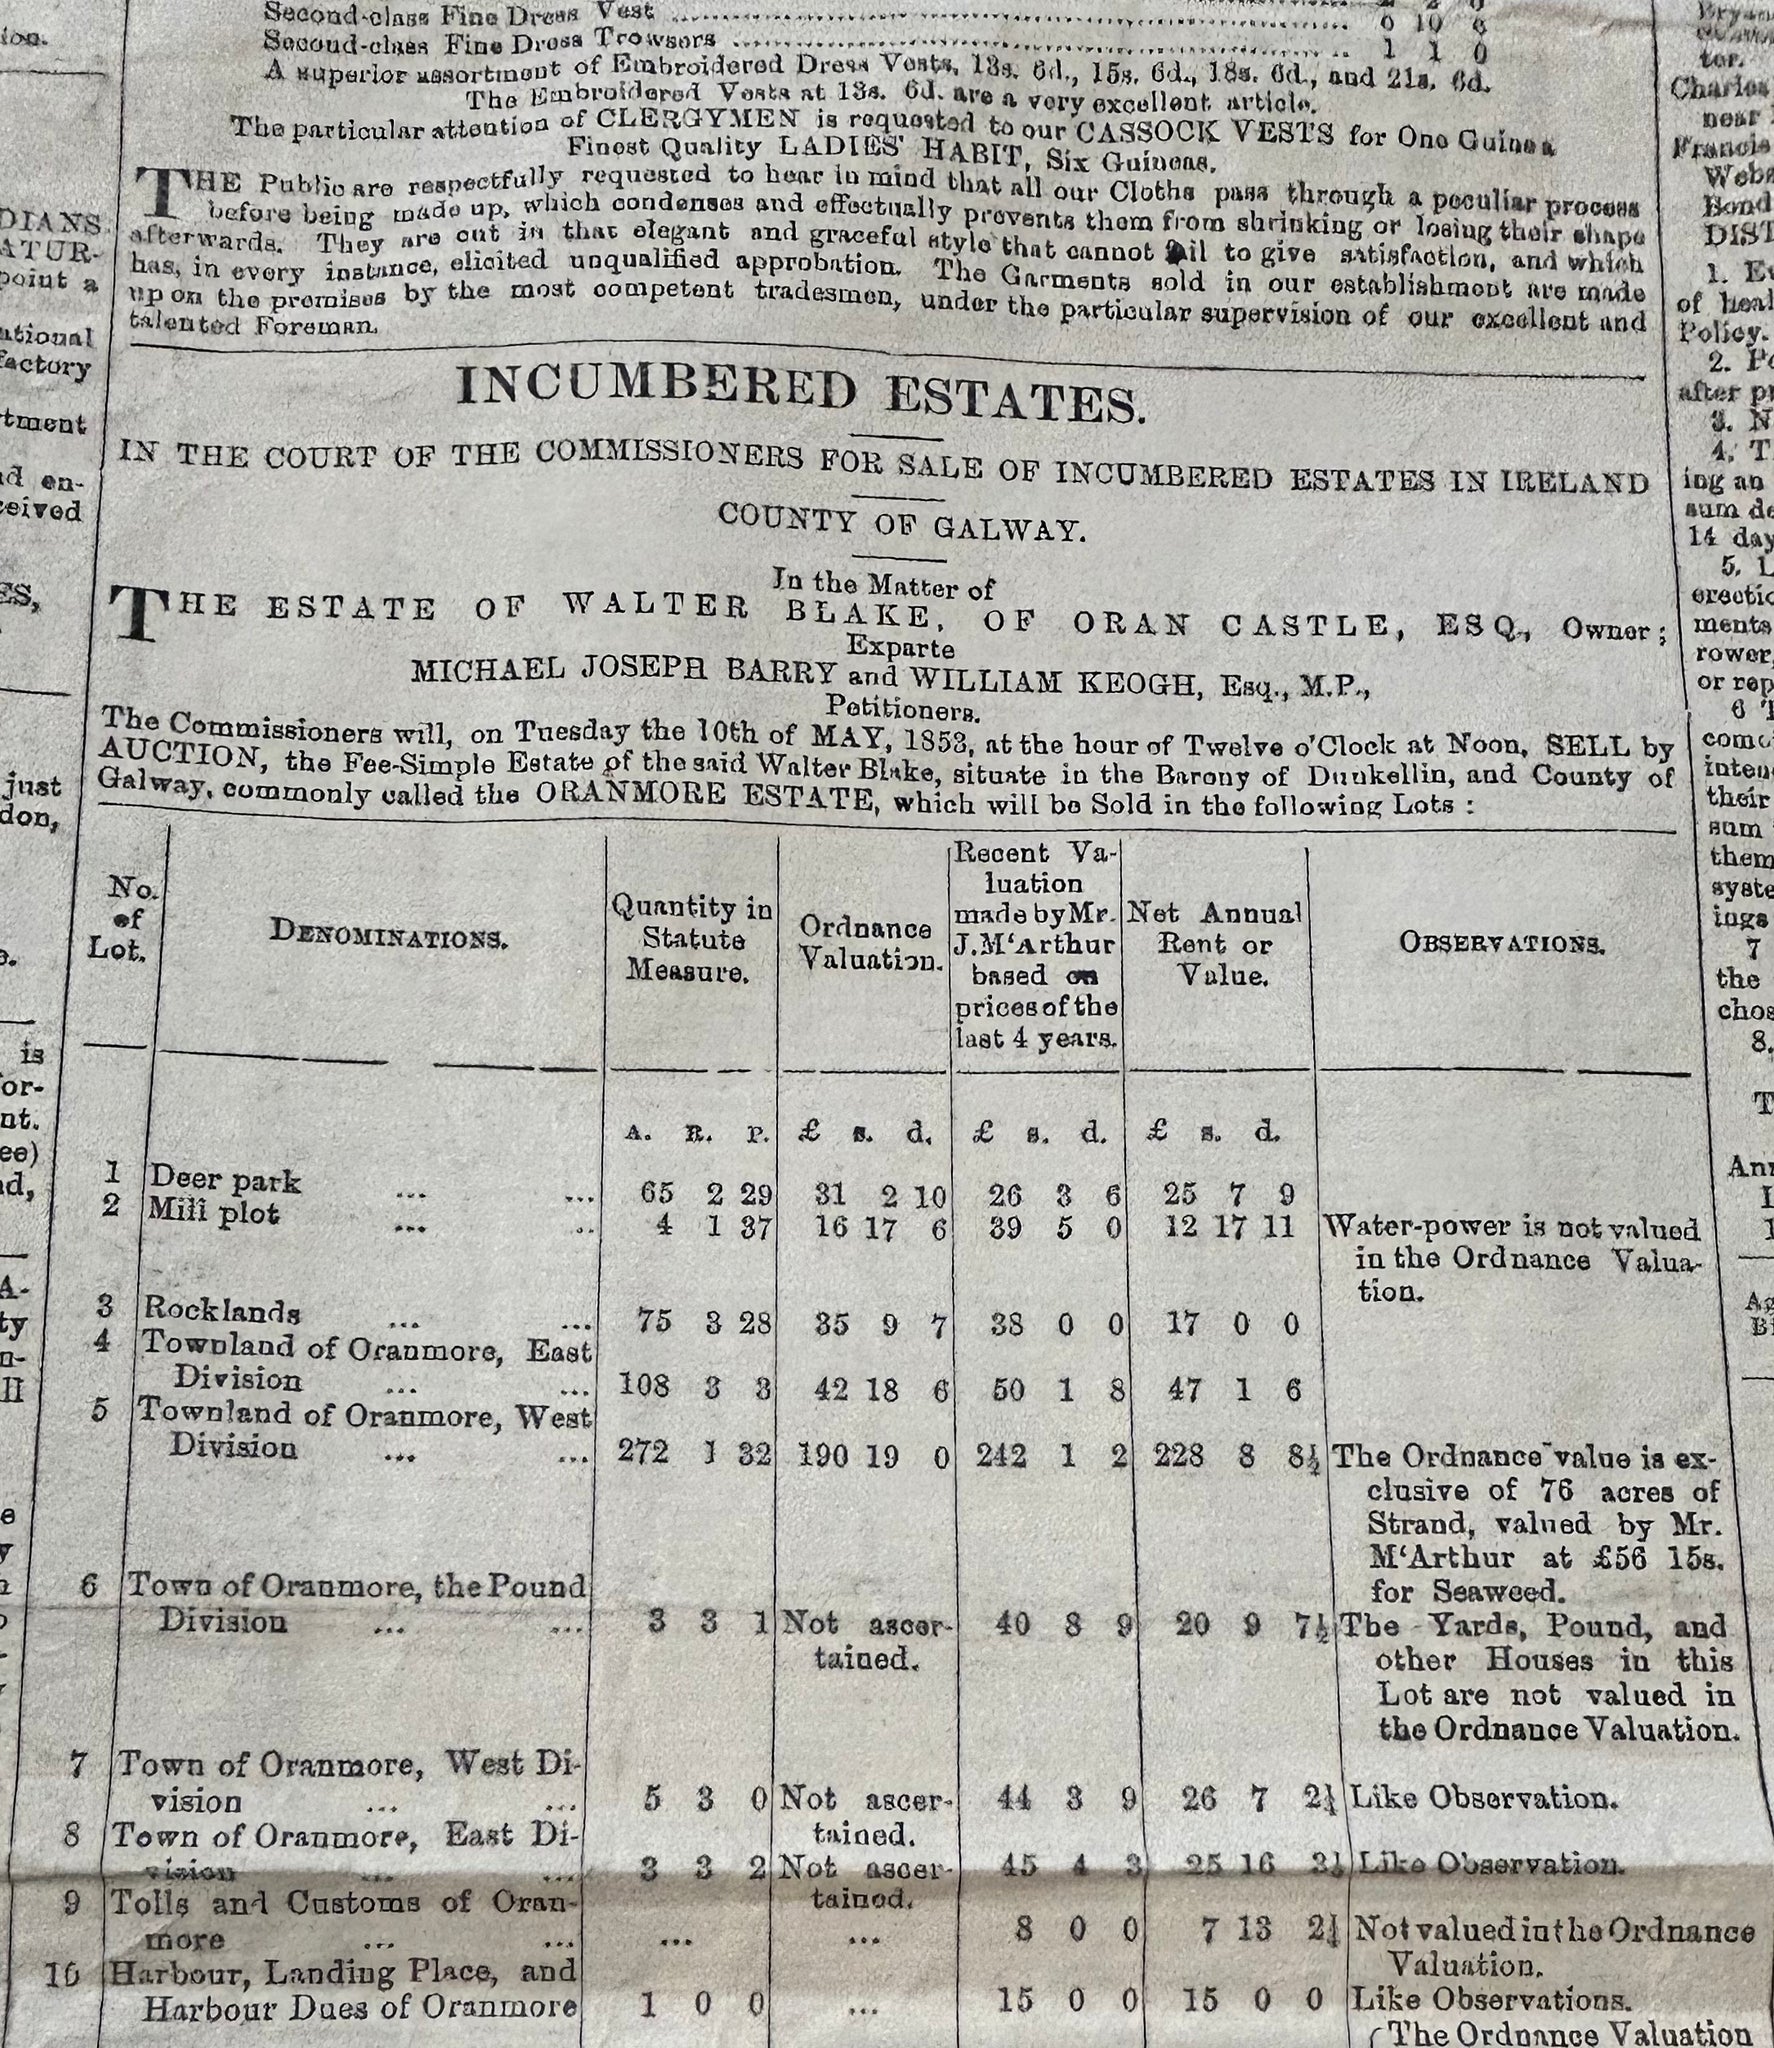 Second-class Fine Dress Vest ... 0 10 6
Second-class Fine Dress Trowsers ... 1 1 0
A superior assortment of Embroidered Dress Vests, 13s. 6d., 15s. 6d., 18s. 6d., and 21s. 6d.
The Embroidered Vests at 13s. 6d. are a very excellent article.
The particular attention of CLERGYMEN is requested to our CASSOCK VESTS for One Guinea
Finest Quality LADIES' HABIT, Six Guineas.
THE Public are respectfully requested to bear in mind that all our Cloths pass through a peculiar process
before being made up, which condenses and effectually prevents them from shrinking or losing their shape
afterwards. They are cut in that elegant and graceful style that cannot fail to give satisfaction, and which
has, in every instance, elicited unqualified approbation. The Garments sold in our establishment are made
up on the premises by the most competent tradesmen, under the particular supervision of our excellent and
talented Foreman.
INCUMBERED ESTATES.
IN THE COURT OF THE COMMISSIONERS FOR SALE OF INCUMBERED ESTATES IN IRELAND
COUNTY OF GALWAY.
In the Matter of
THE ESTATE OF WALTER BLAKE, OF ORAN CASTLE, ESQ., Owner;
Exparte
MICHAEL JOSEPH BARRY and WILLIAM KEOGH, Esq., M.P.,
Petitioners.
The Commissioners will, on Tuesday the 10th of MAY, 1853, at the hour of Twelve o'Clock at Noon, SELL by
AUCTION, the Fee-Simple Estate of the said Walter Blake, situate in the Barony of Dunkellin, and County of
Galway, commonly called the ORANMORE ESTATE, which will be Sold in the following Lots :
No. of Lot. DENOMINATIONS. Quantity in Statute Measure. Ordnance Valuation. Recent Valuation made by Mr. J. M'Arthur based on prices of the last 4 years. Net Annual Rent or Value. OBSERVATIONS.
A. R. P. £ s. d. £ s. d. £ s. d.
1 Deer park ... ... 65 2 29 31 2 10 26 3 6 25 7 9
2 Mill plot ... .. 4 1 37 16 17 6 39 5 0 12 17 11 Water-power is not valued
in the Ordnance Valua-
tion.
3 Rocklands ... ... 75 3 28 35 9 7 38 0 0 17 0 0
4 Townland of Oranmore, East
Division ... ... 108 3 3 42 18 6 50 1 8 47 1 6
5 Townland of Oranmore, West
Division ... ... 272 1 32 190 19 0 242 1 2 228 8 8½ The Ordnance value is ex-
clusive of 76 acres of
Strand, valued by Mr.
M'Arthur at £56 15s.
for Seaweed.
6 Town of Oranmore, the Pound
Division ... ... 3 3 1 Not ascer- 40 8 9 20 9 7½ The Yards, Pound, and
tained. other Houses in this
Lot are not valued in
the Ordnance Valuation.
7 Town of Oranmore, West Di-
vision ... ... 5 3 0 Not ascer- 44 3 9 26 7 2 Like Observation.
tained.
8 Town of Oranmore, East Di-
vision ... ... 3 3 2 Not ascer- 45 4 3 25 16 3 Like Observation.
tained.
9 Tolls and Customs of Oran-
more ... ... ... ... 8 0 0 7 13 2 Not valued in the Ordnance
Valuation.
10 Harbour, Landing Place, and
Harbour Dues of Oranmore 1 0 0 ... 15 0 0 15 0 0 Like Observations.
The Ordnance Valuation